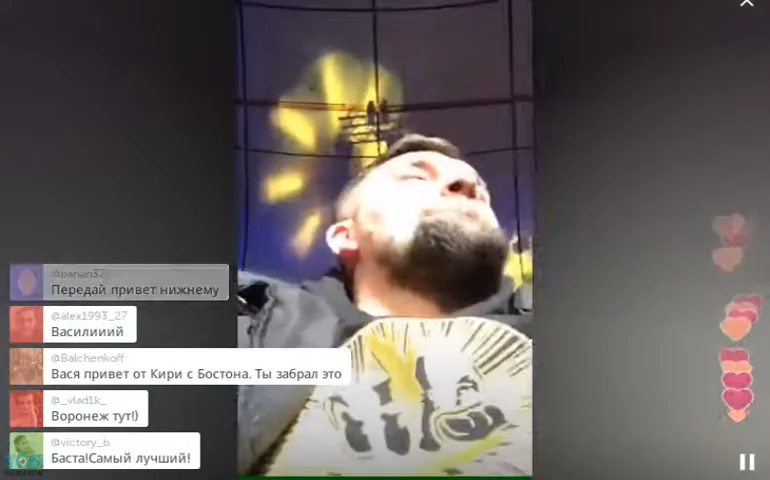 @banan32
Передай привет нижнему
@alex1993_27
Василииий
@Balchenkoff
Вася привет от Кири с Бостона. Ты забрал это
@_vlad1k_
Воронеж тут!)
@victory_b
Баста!Самый лучший!